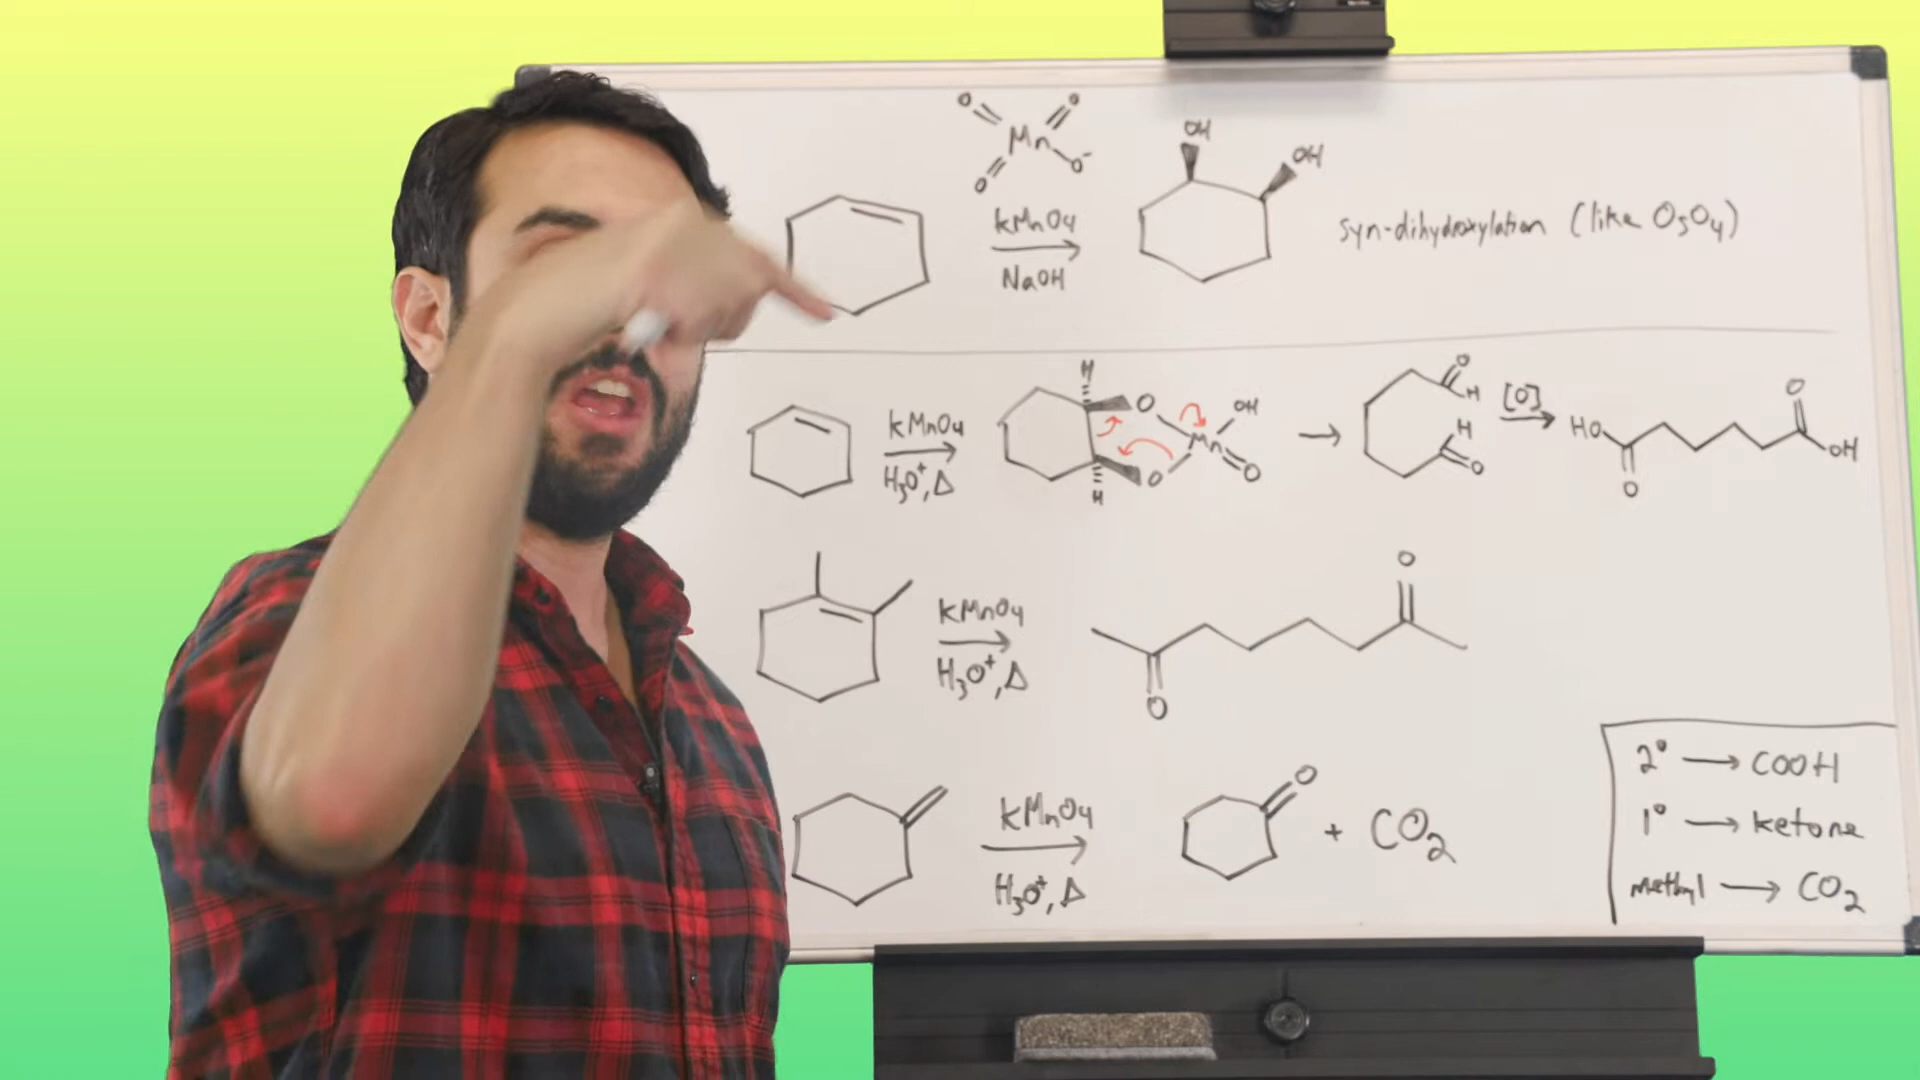 O O
Mn
O O⁻
OH
OH
KMnO₄
NaOH
syn-dihydroxylation (like OsO₄)
KMnO₄
H₃O⁺, Δ
H
O
OH
Mn
O
O
H
O
H
H
O
[O]
HO
O
O
OH
KMnO₄
H₃O⁺, Δ
O
O
KMnO₄
H₃O⁺, Δ
O
+ CO₂
2° → COOH
1° → ketone
methyl → CO₂